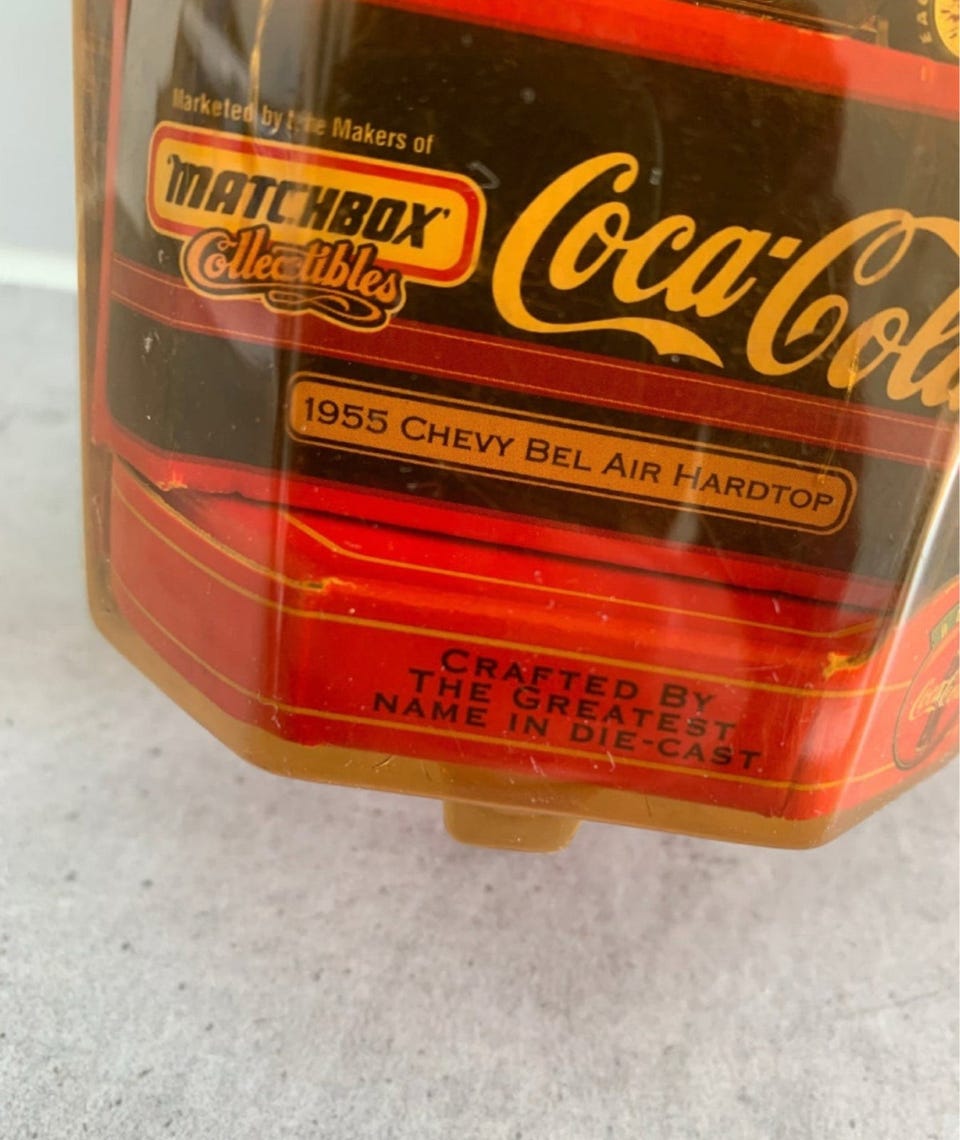 Marketed by the Makers of
MATCHBOX
Collectibles
Coca-Cola
1955 CHEVY BEL AIR HARDTOP
CRAFTED BY
THE GREATEST
NAME IN DIE-CAST